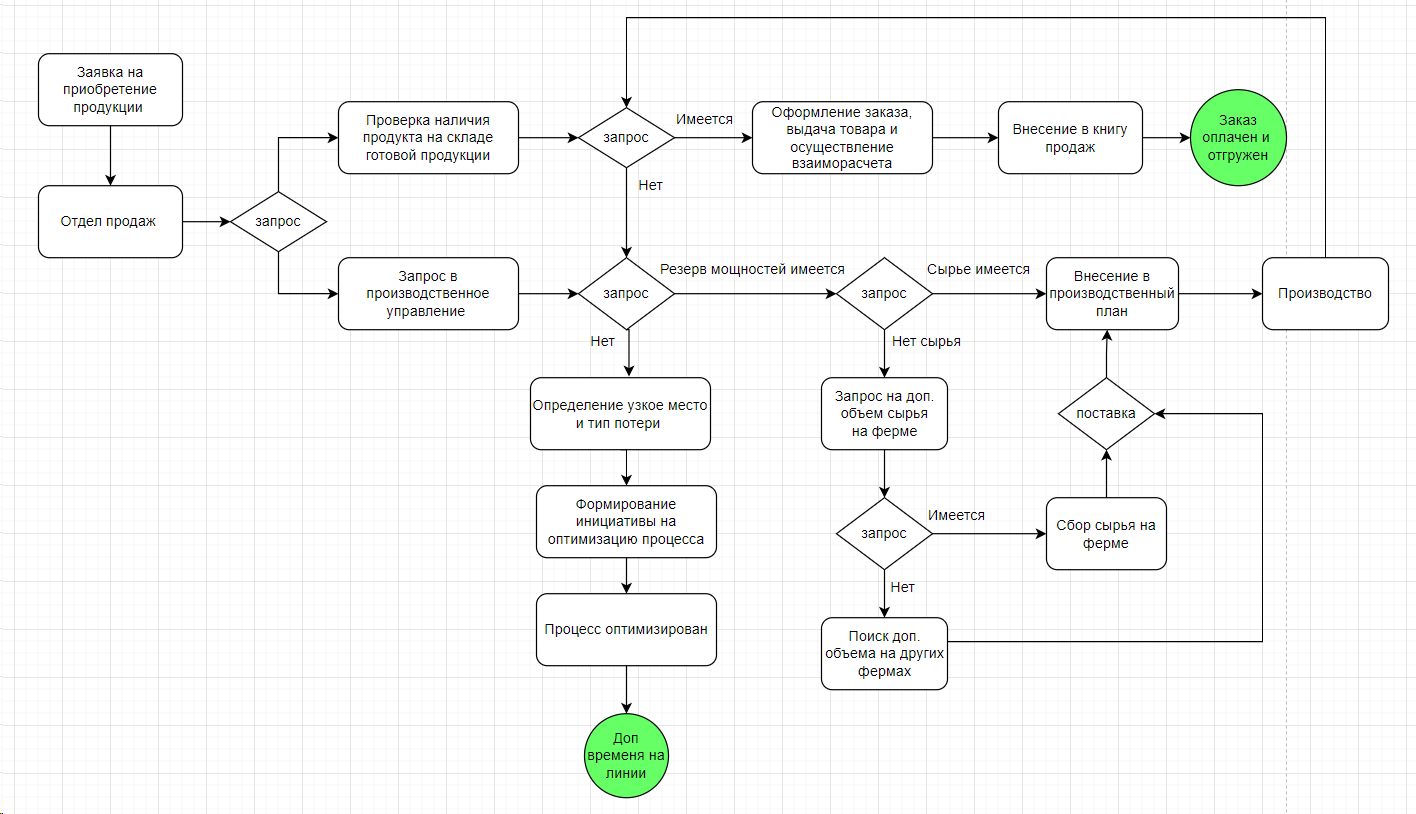 Заявка на
приобретение
продукции
Отдел продаж
запрос
Проверка наличия
продукта на складе
готовой продукции
запрос
Имеется
Оформление заказа,
выдача товара и
осуществление
взаиморасчета
Внесение в книгу
продаж
Заказ
оплачен и
отгружен
Нет
Запрос в
производственное
управление
запрос
Резерв мощностей имеется
запрос
Сырье имеется
Внесение в
производственный
план
Производство
Нет
Определение узкое место
и тип потери
Формирование
инициативы на
оптимизацию процесса
Процесс оптимизирован
Доп
временя на
линии
Нет сырья
Запрос на доп.
объем сырья
на ферме
запрос
Имеется
Сбор сырья на
ферме
поставка
Нет
Поиск доп.
объема на других
фермах